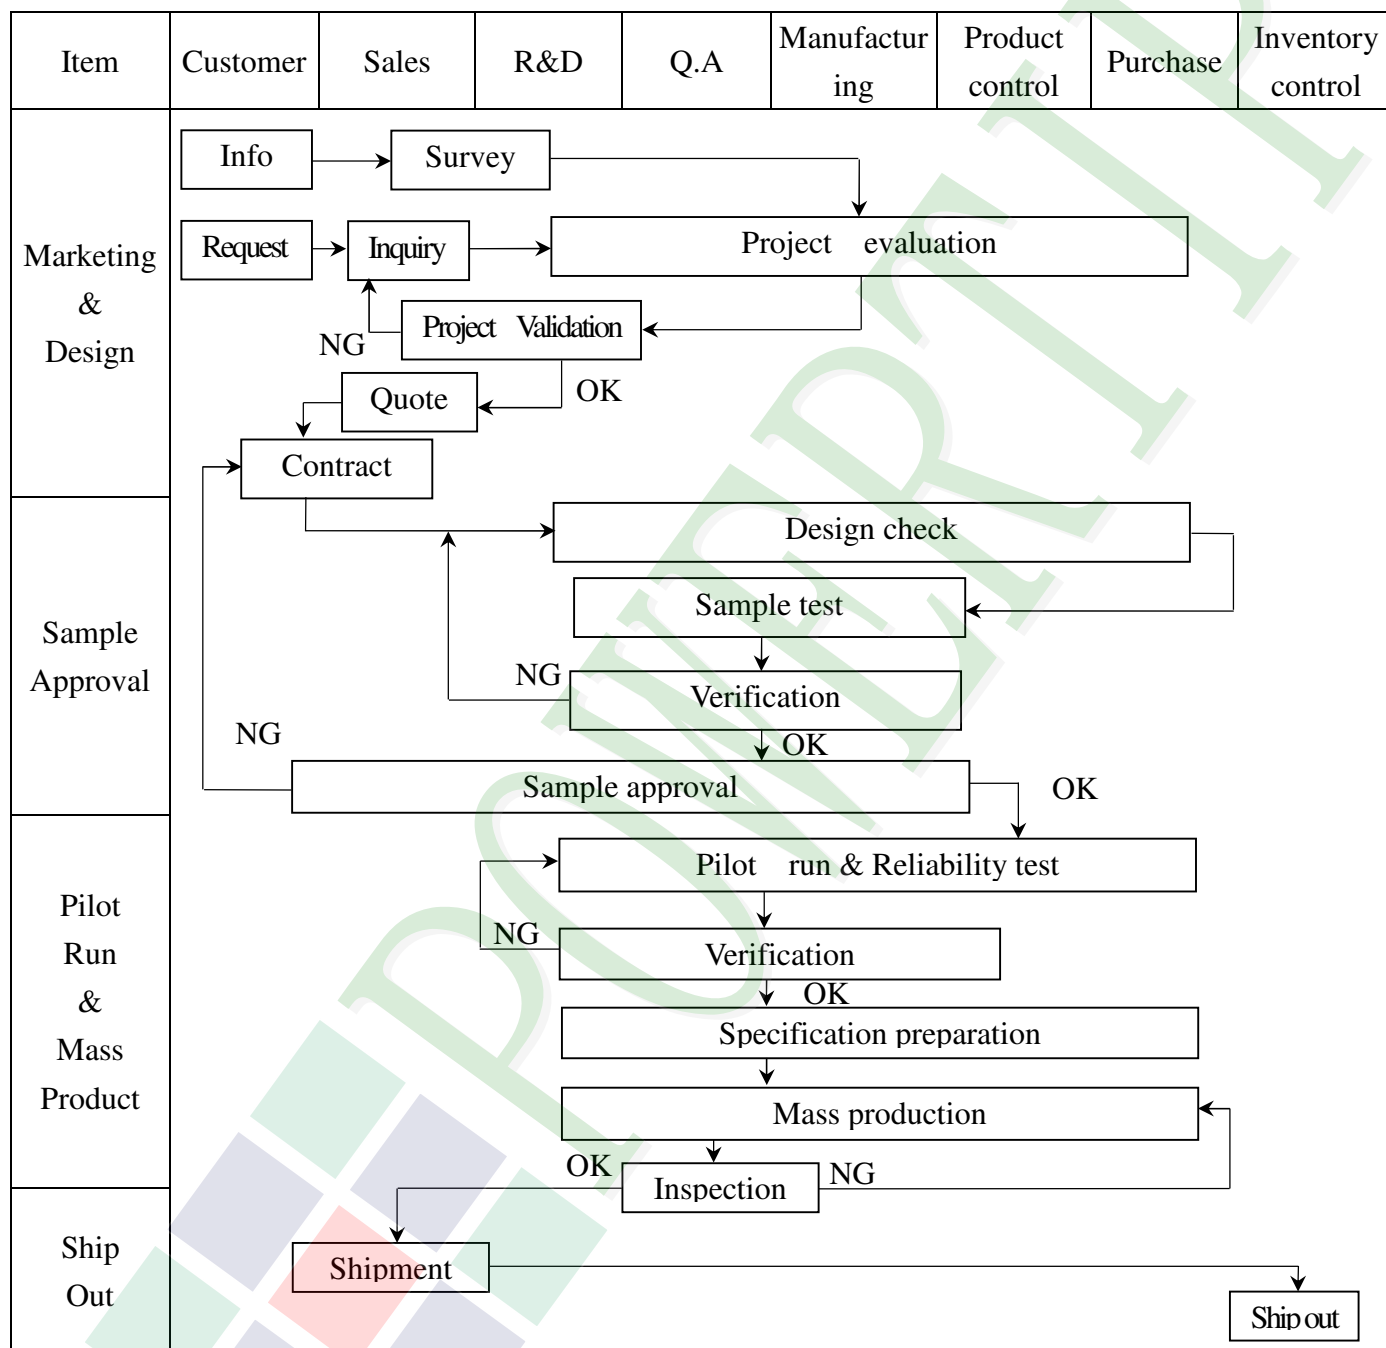 Item
Customer
Sales
R&D
Q.A
Manufactur
ing
Product
control
Purchase
Inventory
control
Marketing
&
Design
Info
Survey
Request
Inquiry
Project evaluation
NG
Project Validation
OK
Quote
Contract
Sample
Approval
Design check
Sample test
NG
Verification
OK
NG
Sample approval
OK
Pilot
Run
&
Mass
Product
Pilot run & Reliability test
NG
Verification
OK
Specification preparation
Mass production
OK
Inspection
NG
Ship
Out
Shipment
Ship out
POWERTIP